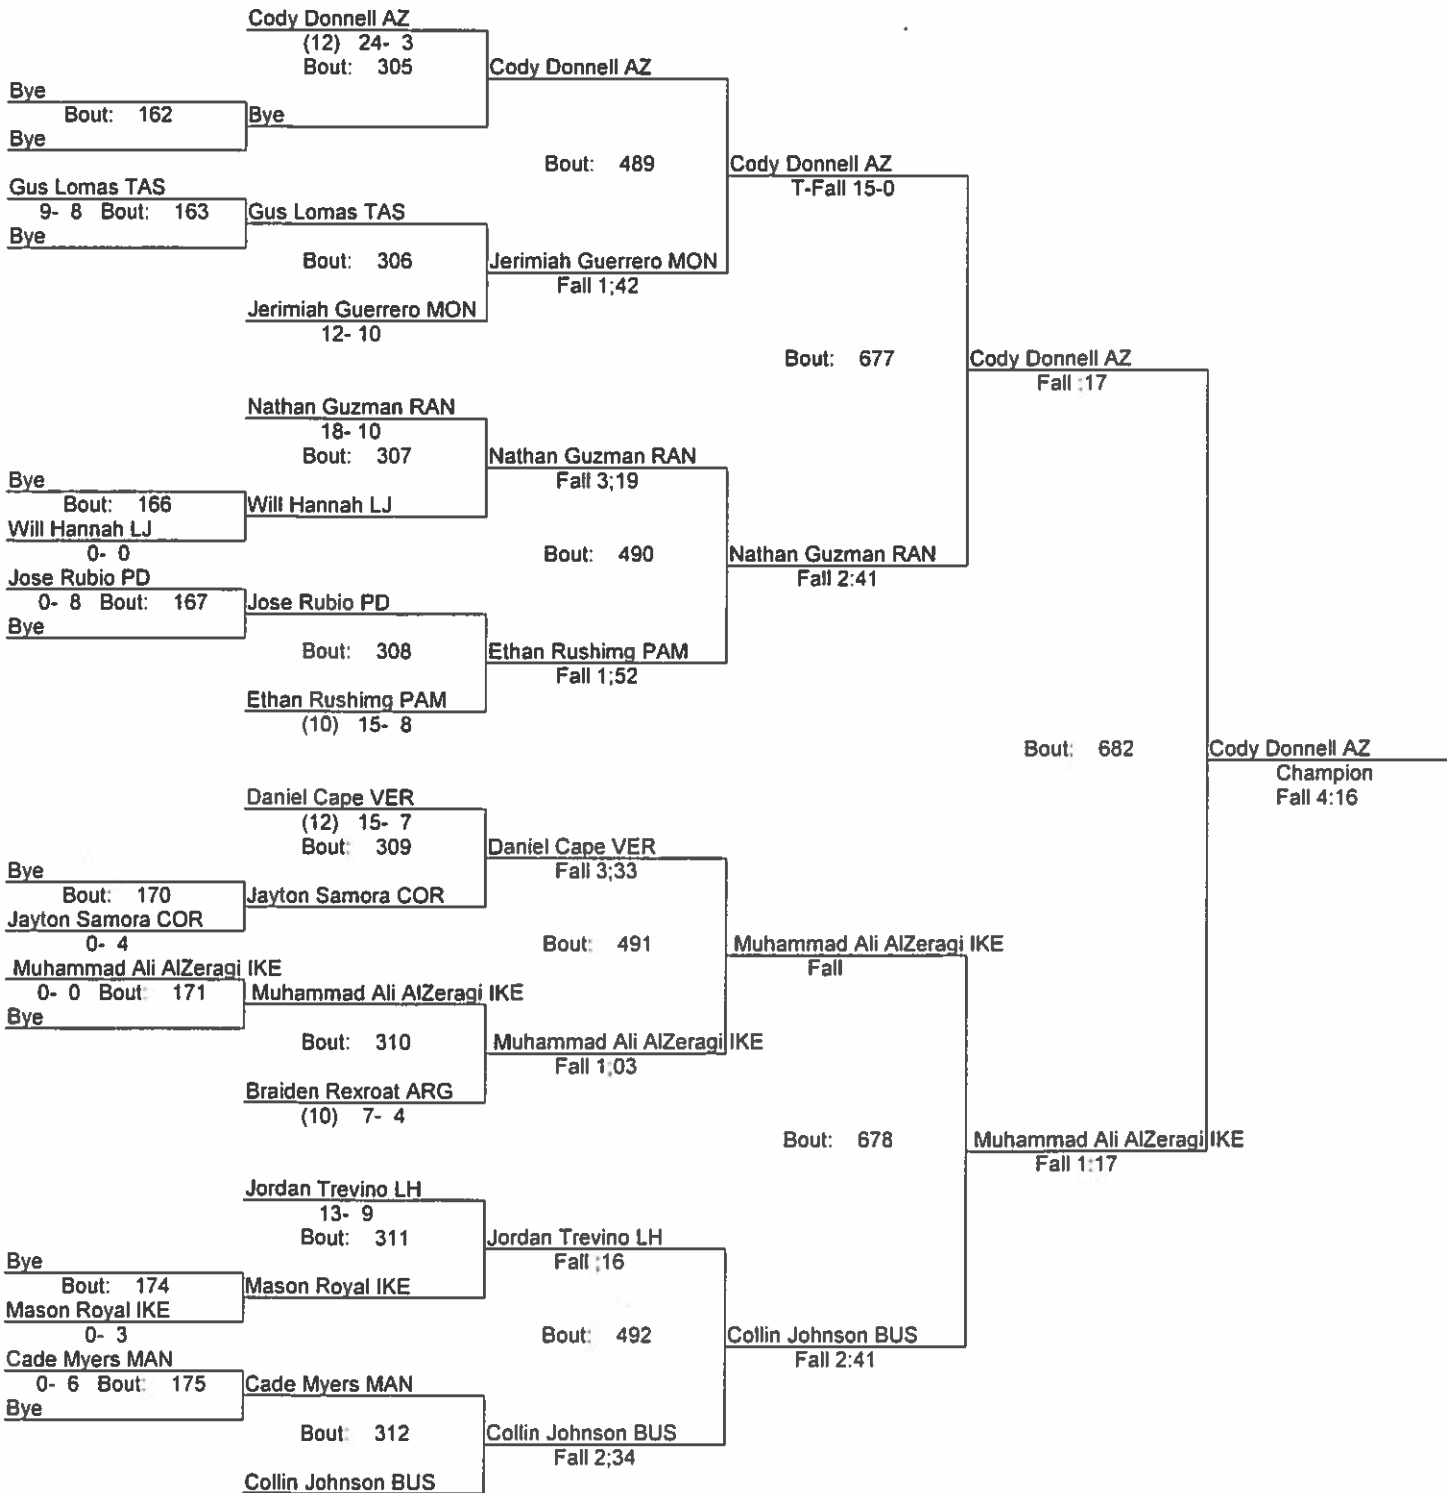 Cody Donnell AZ
(12) 24- 3
Bout: 305
Cody Donnell AZ
Bye
Bout: 162
Bye
Bye
Bout: 489
Cody Donnell AZ
T-Fall 15-0
Gus Lomas TAS
9- 8 Bout: 163
Gus Lomas TAS
Bye
Bout: 306
Jerimiah Guerrero MON
Fall 1;42
Jerimiah Guerrero MON
12- 10
Bout: 677
Cody Donnell AZ
Fall :17
Nathan Guzman RAN
18- 10
Bout: 307
Nathan Guzman RAN
Fall 3;19
Bye
Bout: 166
Will Hannah LJ
Will Hannah LJ
0- 0
Bout: 490
Nathan Guzman RAN
Fall 2:41
Jose Rubio PD
0- 8 Bout: 167
Jose Rubio PD
Bye
Bout: 308
Ethan Rushimg PAM
Fall 1;52
Ethan Rushimg PAM
(10) 15- 8
Bout: 682
Cody Donnell AZ
Champion
Fall 4:16
Daniel Cape VER
(12) 15- 7
Bout: 309
Daniel Cape VER
Fall 3;33
Bye
Bout: 170
Jayton Samora COR
Jayton Samora COR
0- 4
Bout: 491
Muhammad Ali AlZeragi IKE
Fall
Muhammad Ali AlZeragi IKE
0- 0 Bout: 171
Muhammad Ali AlZeragi IKE
Bye
Bout: 310
Muhammad Ali AlZeragi IKE
Fall 1;03
Braiden Rexroat ARG
(10) 7- 4
Bout: 678
Muhammad Ali AlZeragi IKE
Fall 1:17
Jordan Trevino LH
13- 9
Bout: 311
Jordan Trevino LH
Fall ;16
Bye
Bout: 174
Mason Royal IKE
Mason Royal IKE
0- 3
Bout: 492
Collin Johnson BUS
Fall 2:41
Cade Myers MAN
0- 6 Bout: 175
Cade Myers MAN
Bye
Bout: 312
Collin Johnson BUS
Fall 2;34
Collin Johnson BUS